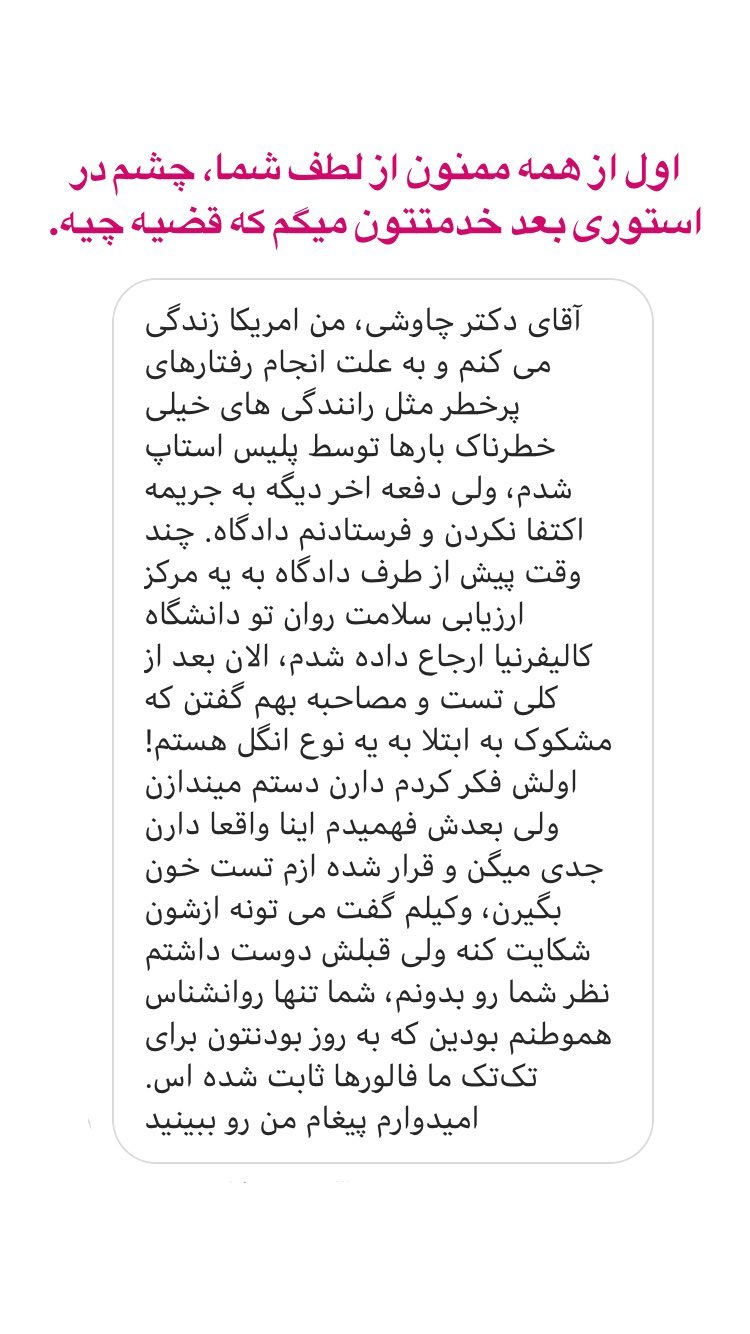 اول از همه ممنون از لطف شما، چشم در
استوری بعد خدمتتون میگم که قضیه چیه.
آقای دکتر چاوشی، من امریکا زندگی
می کنم و به علت انجام رفتارهای
پرخطر مثل رانندگی های خیلی
خطرناک بارها توسط پلیس استاپ
شدم، ولی دفعه اخر دیگه به جریمه
اکتفا نکردن و فرستادنم دادگاه. چند
وقت پیش از طرف دادگاه به یه مرکز
ارزیابی سلامت روان تو دانشگاه
کالیفرنیا ارجاع داده شدم، الان بعد از
کلی تست و مصاحبه بهم گفتن که
مشکوک به ابتلا به یه نوع انگل هستم!
اولش فکر کردم دارن دستم میندازن
ولی بعدش فهمیدم اینا واقعا دارن
جدی میگن و قرار شده ازم تست خون
بگیرن، وکیلم گفت می تونه ازشون
شکایت کنه ولی قبلش دوست داشتم
نظر شما رو بدونم، شما تنها روانشناس
هموطنم بودین که به روز بودنتون برای
تک‌تک ما فالورها ثابت شده اس.
امیدوارم پیغام من رو ببینید